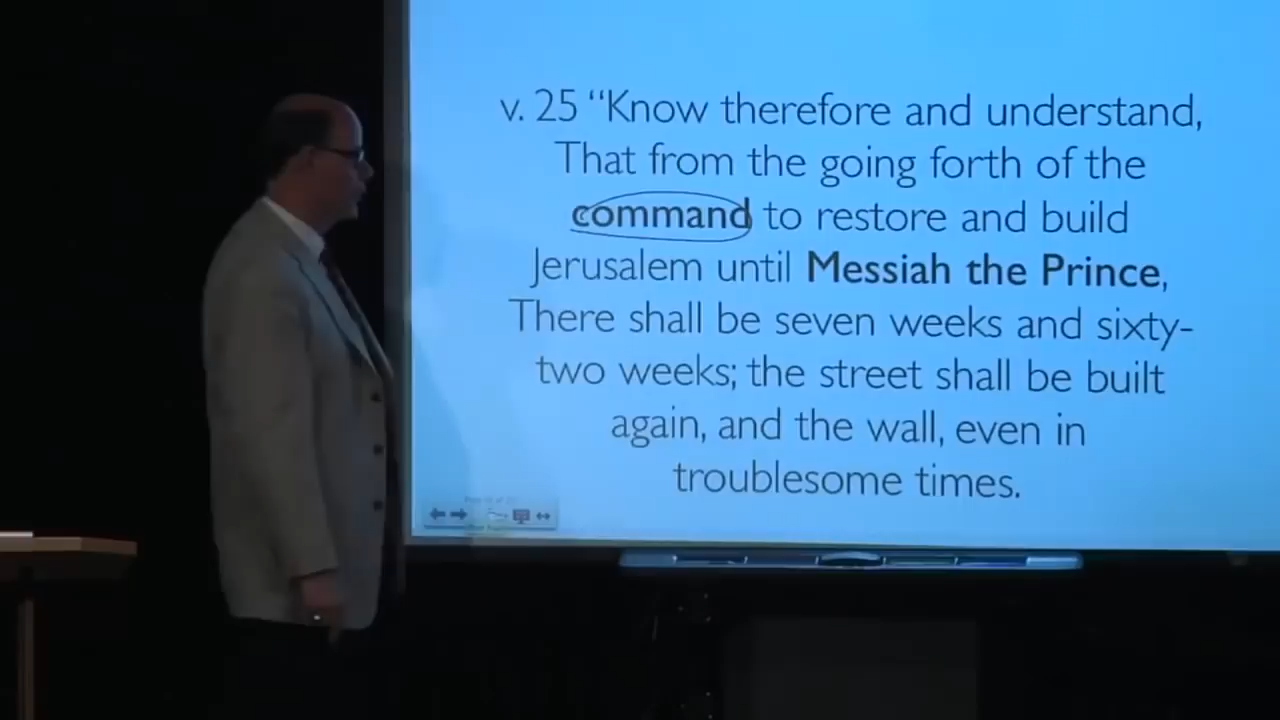 v. 25 “Know therefore and understand,
That from the going forth of the
command to restore and build
Jerusalem until Messiah the Prince,
There shall be seven weeks and sixty-
two weeks; the street shall be built
again, and the wall, even in
troublesome times.